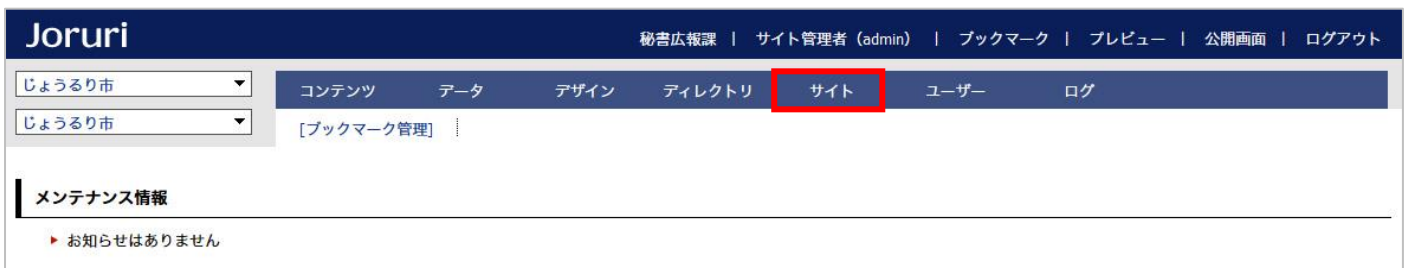 Joruri
秘書広報課 | サイト管理者（admin） | ブックマーク | プレビュー | 公開画面 | ログアウト
じょうるり市
コンテンツ データ デザイン ディレクトリ サイト ユーザー ログ
じょうるり市
[ブックマーク管理]
メンテナンス情報
お知らせはありません